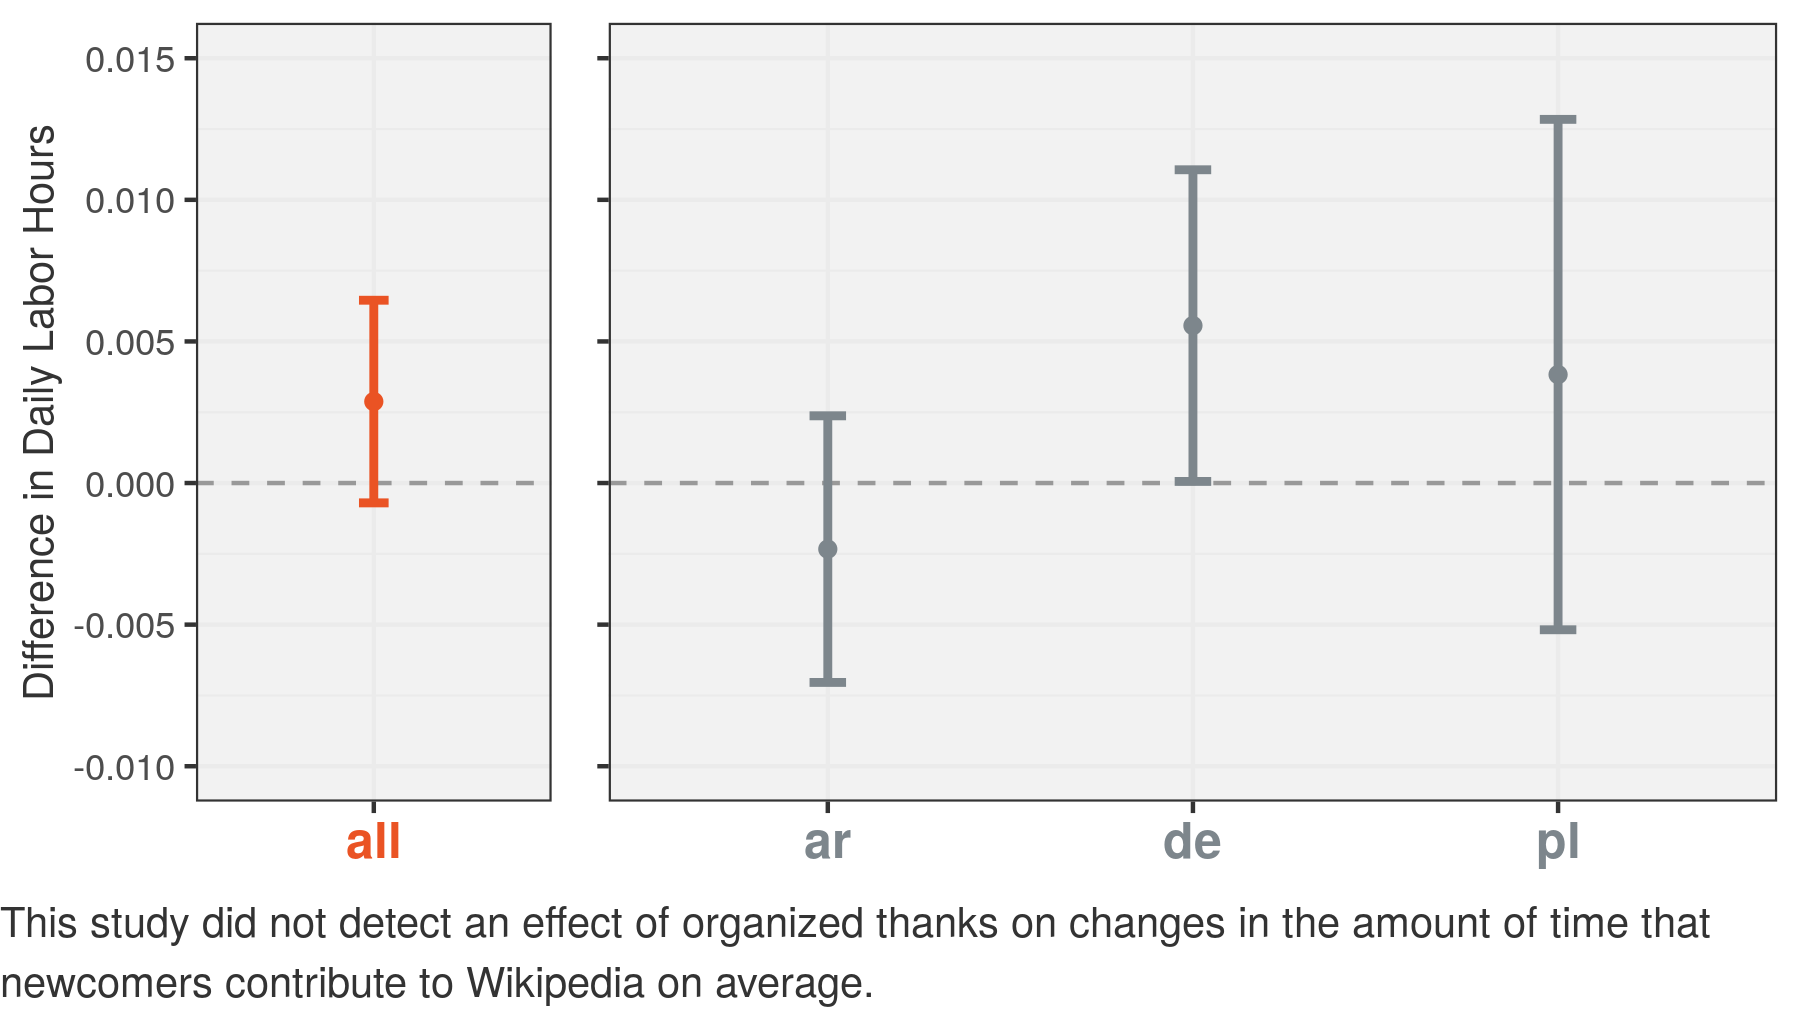 Difference in Daily Labor Hours
0.015
0.010
0.005
0.000
-0.005
-0.010
all
ar
de
pl
This study did not detect an effect of organized thanks on changes in the amount of time that
newcomers contribute to Wikipedia on average.